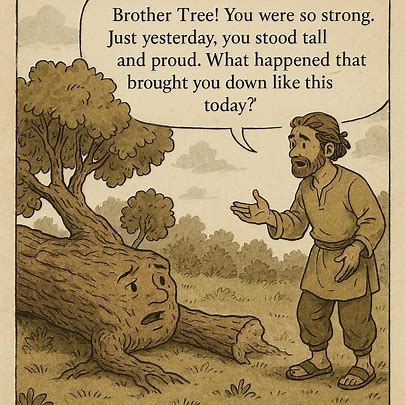 Brother Tree! You were so strong.
Just yesterday, you stood tall
and proud. What happened that
brought you down like this
today?'